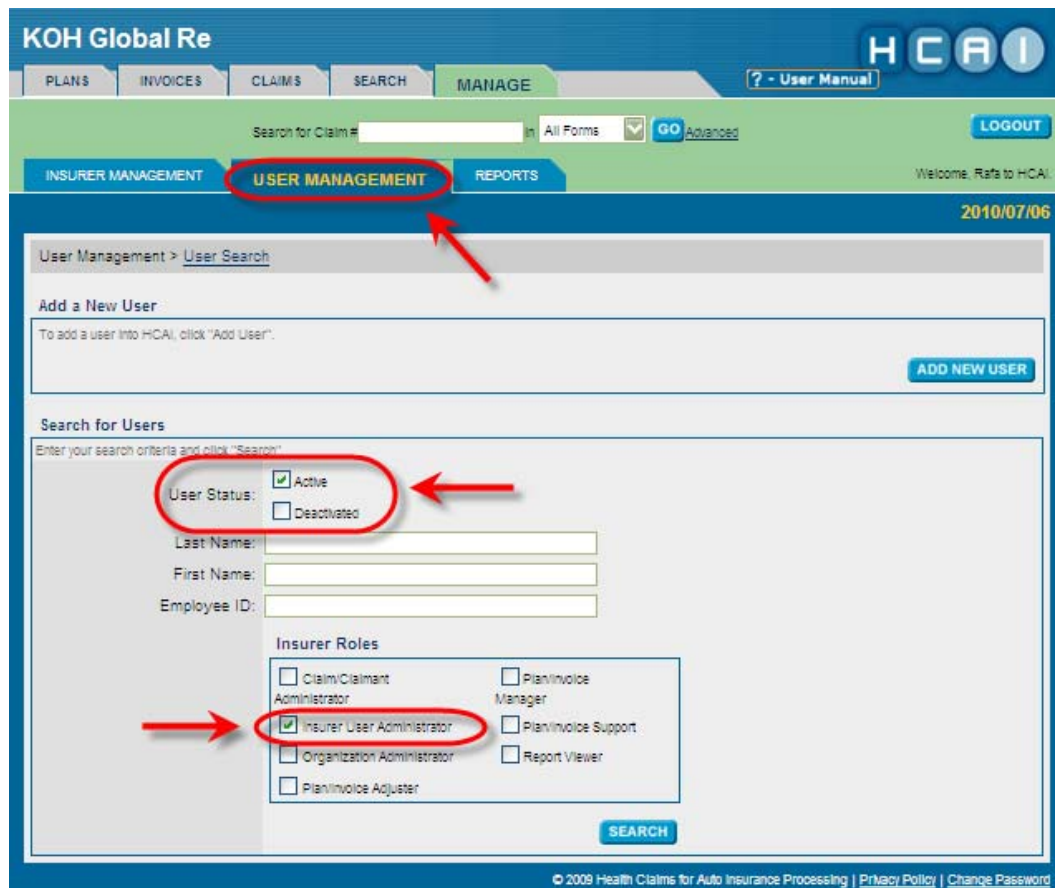 KOH Global Re
HCAI
PLANS INVOICES CLAIMS SEARCH MANAGE
? - User Manual
Search for Claim # in All Forms GO Advanced
LOGOUT
INSURER MANAGEMENT USER MANAGEMENT REPORTS
Welcome, Rafa to HCAI.
2010/07/06
User Management > User Search
Add a New User
To add a user into HCAI, click "Add User".
ADD NEW USER
Search for Users
Enter your search criteria and click "Search"
User Status:
Active
Deactivated
Last Name:
First Name:
Employee ID:
Insurer Roles
Claim/Claimant Administrator
Plan/Invoice Manager
Insurer User Administrator
Plan/Invoice Support
Organization Administrator
Report Viewer
Plan/Invoice Adjuster
SEARCH
© 2009 Health Claims for Auto Insurance Processing | Privacy Policy | Change Password